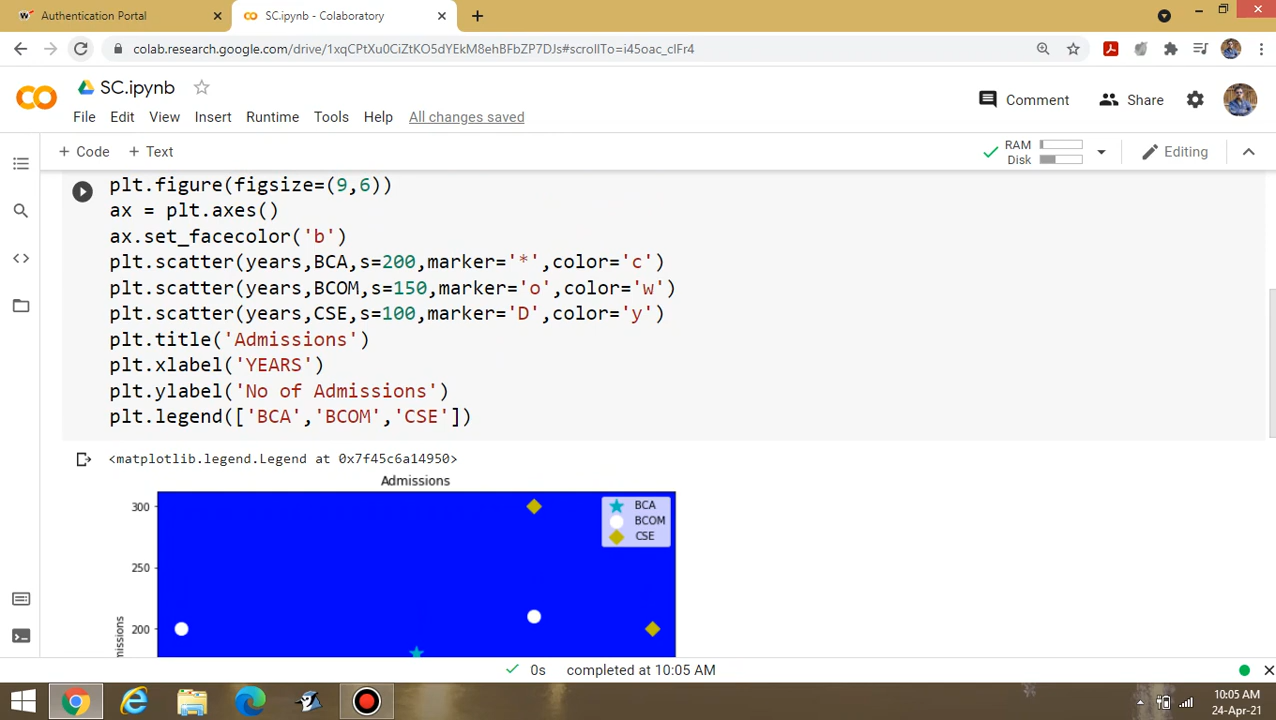 Authentication Portal
SC.ipynb - Colaboratory
colab.research.google.com/drive/1xqCPtXu0CiZtKO5dYEkM8ehBFbZP7DJs#scrollTo=i45oac_cIFr4
SC.ipynb
File Edit View Insert Runtime Tools Help All changes saved
Comment Share
+ Code + Text
RAM
Disk
Editing
plt.figure(figsize=(9,6))
ax = plt.axes()
ax.set_facecolor('b')
plt.scatter(years,BCA,s=200,marker='*',color='c')
plt.scatter(years,BCOM,s=150,marker='o',color='w')
plt.scatter(years,CSE,s=100,marker='D',color='y')
plt.title('Admissions')
plt.xlabel('YEARS')
plt.ylabel('No of Admissions')
plt.legend(['BCA','BCOM','CSE'])
<matplotlib.legend.Legend at 0x7f45c6a14950>
Admissions
300
250
200
missions
BCA
BCOM
CSE
0s completed at 10:05 AM
10:05 AM
24-Apr-21